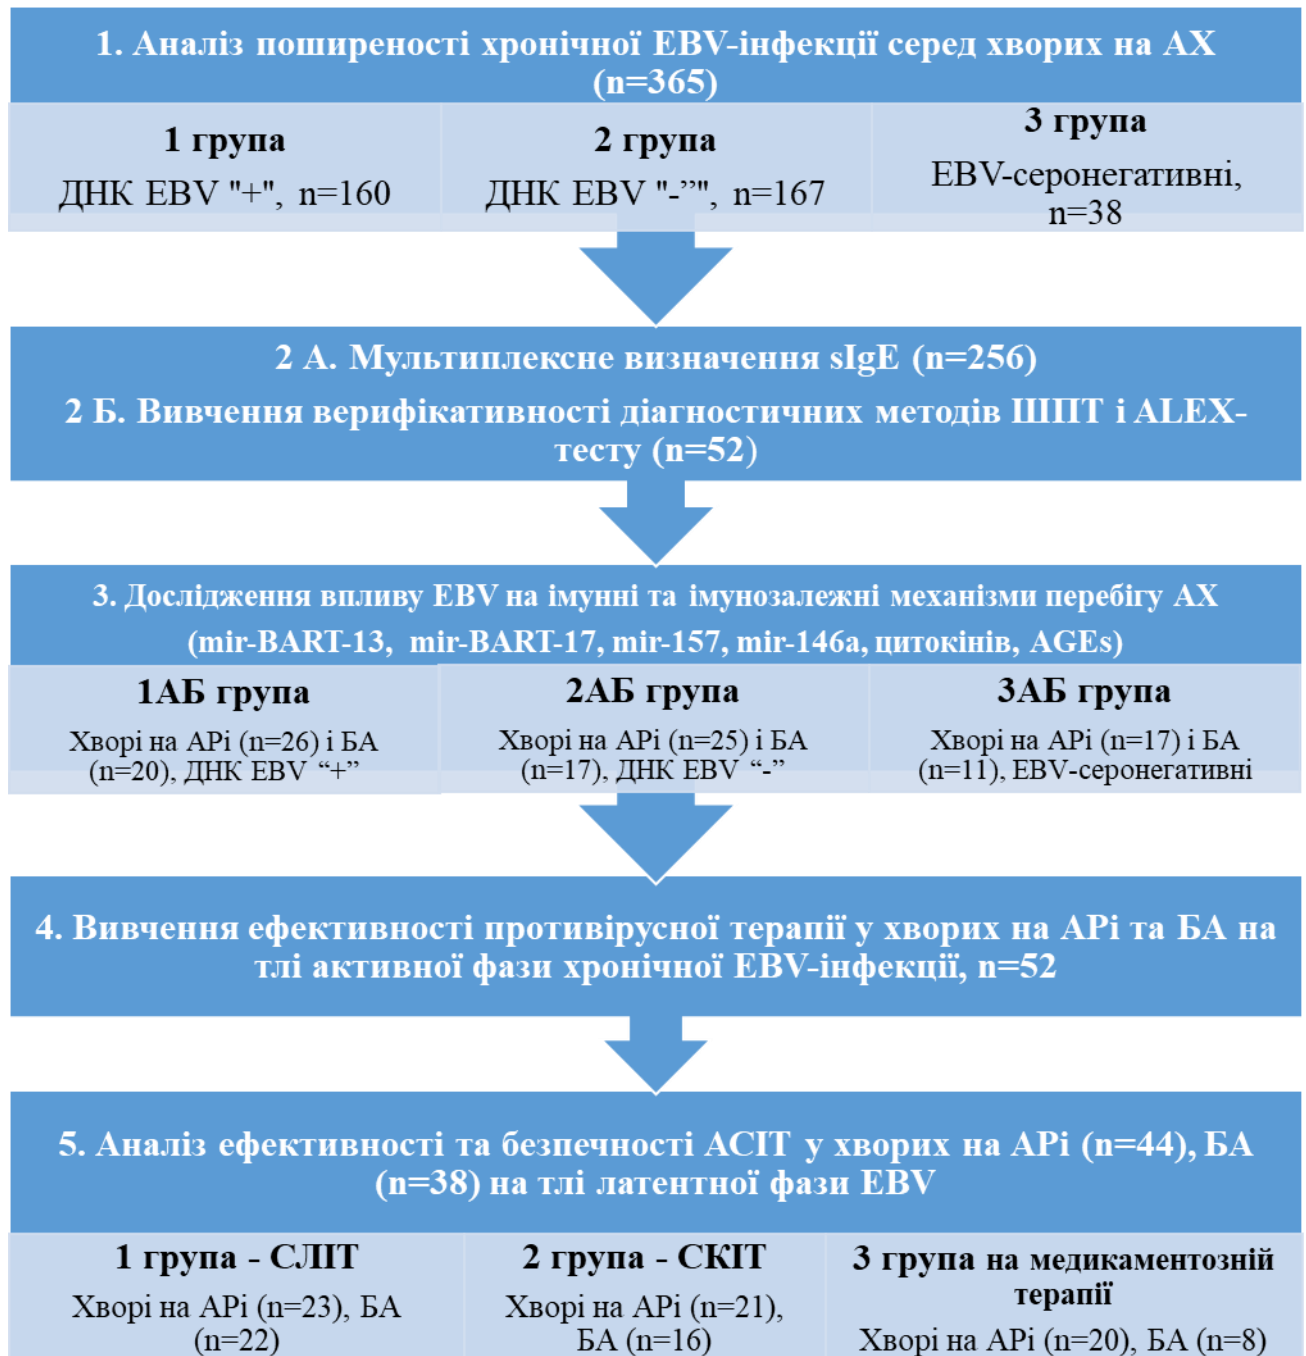 1. Аналіз поширеності хронічної EBV-інфекції серед хворих на АХ
(n=365)
1 група
ДНК EBV "+", n=160
2 група
ДНК EBV "-”", n=167
3 група
EBV-серонегативні,
n=38
2 А. Мультиплексне визначення sIgE (n=256)
2 Б. Вивчення верифікативності діагностичних методів ШПТ і ALEX-
тесту (n=52)
3. Дослідження впливу EBV на імунні та імунозалежні механізми перебігу АХ
(mir-BART-13, mir-BART-17, mir-157, mir-146a, цитокінів, AGEs)
1АБ група
Хворі на АРі (n=26) і БА
(n=20), ДНК EBV “+”
2АБ група
Хворі на АРі (n=25) і БА
(n=17), ДНК EBV “-”
3АБ група
Хворі на АРі (n=17) і БА
(n=11), EBV-серонегативні
4. Вивчення ефективності противірусної терапії у хворих на АРі та БА на
тлі активної фази хронічної EBV-інфекції, n=52
5. Аналіз ефективності та безпечності АСІТ у хворих на АРі (n=44), БА
(n=38) на тлі латентної фази EBV
1 група - СЛІТ
Хворі на АРі (n=23), БА
(n=22)
2 група - СКІТ
Хворі на АРі (n=21),
БА (n=16)
3 група на медикаментозній
терапії
Хворі на АРі (n=20), БА (n=8)